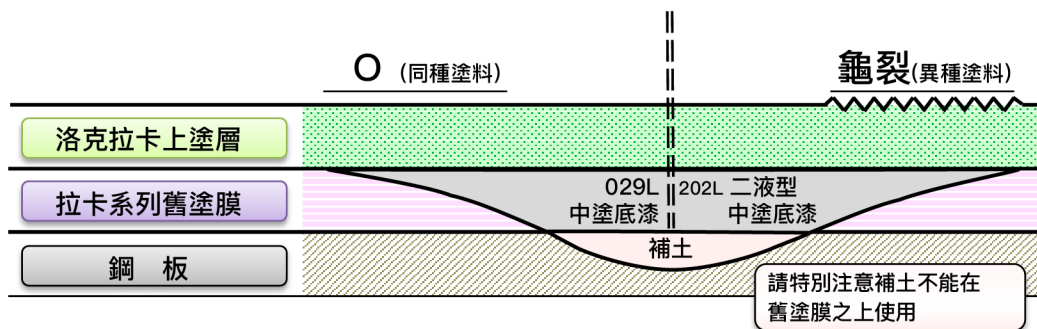 O (同種塗料)
龜裂(異種塗料)
洛克拉卡上塗層
拉卡系列舊塗膜
029L
中塗底漆
202L 二液型
中塗底漆
補土
鋼 板
請特別注意補土不能在
舊塗膜之上使用